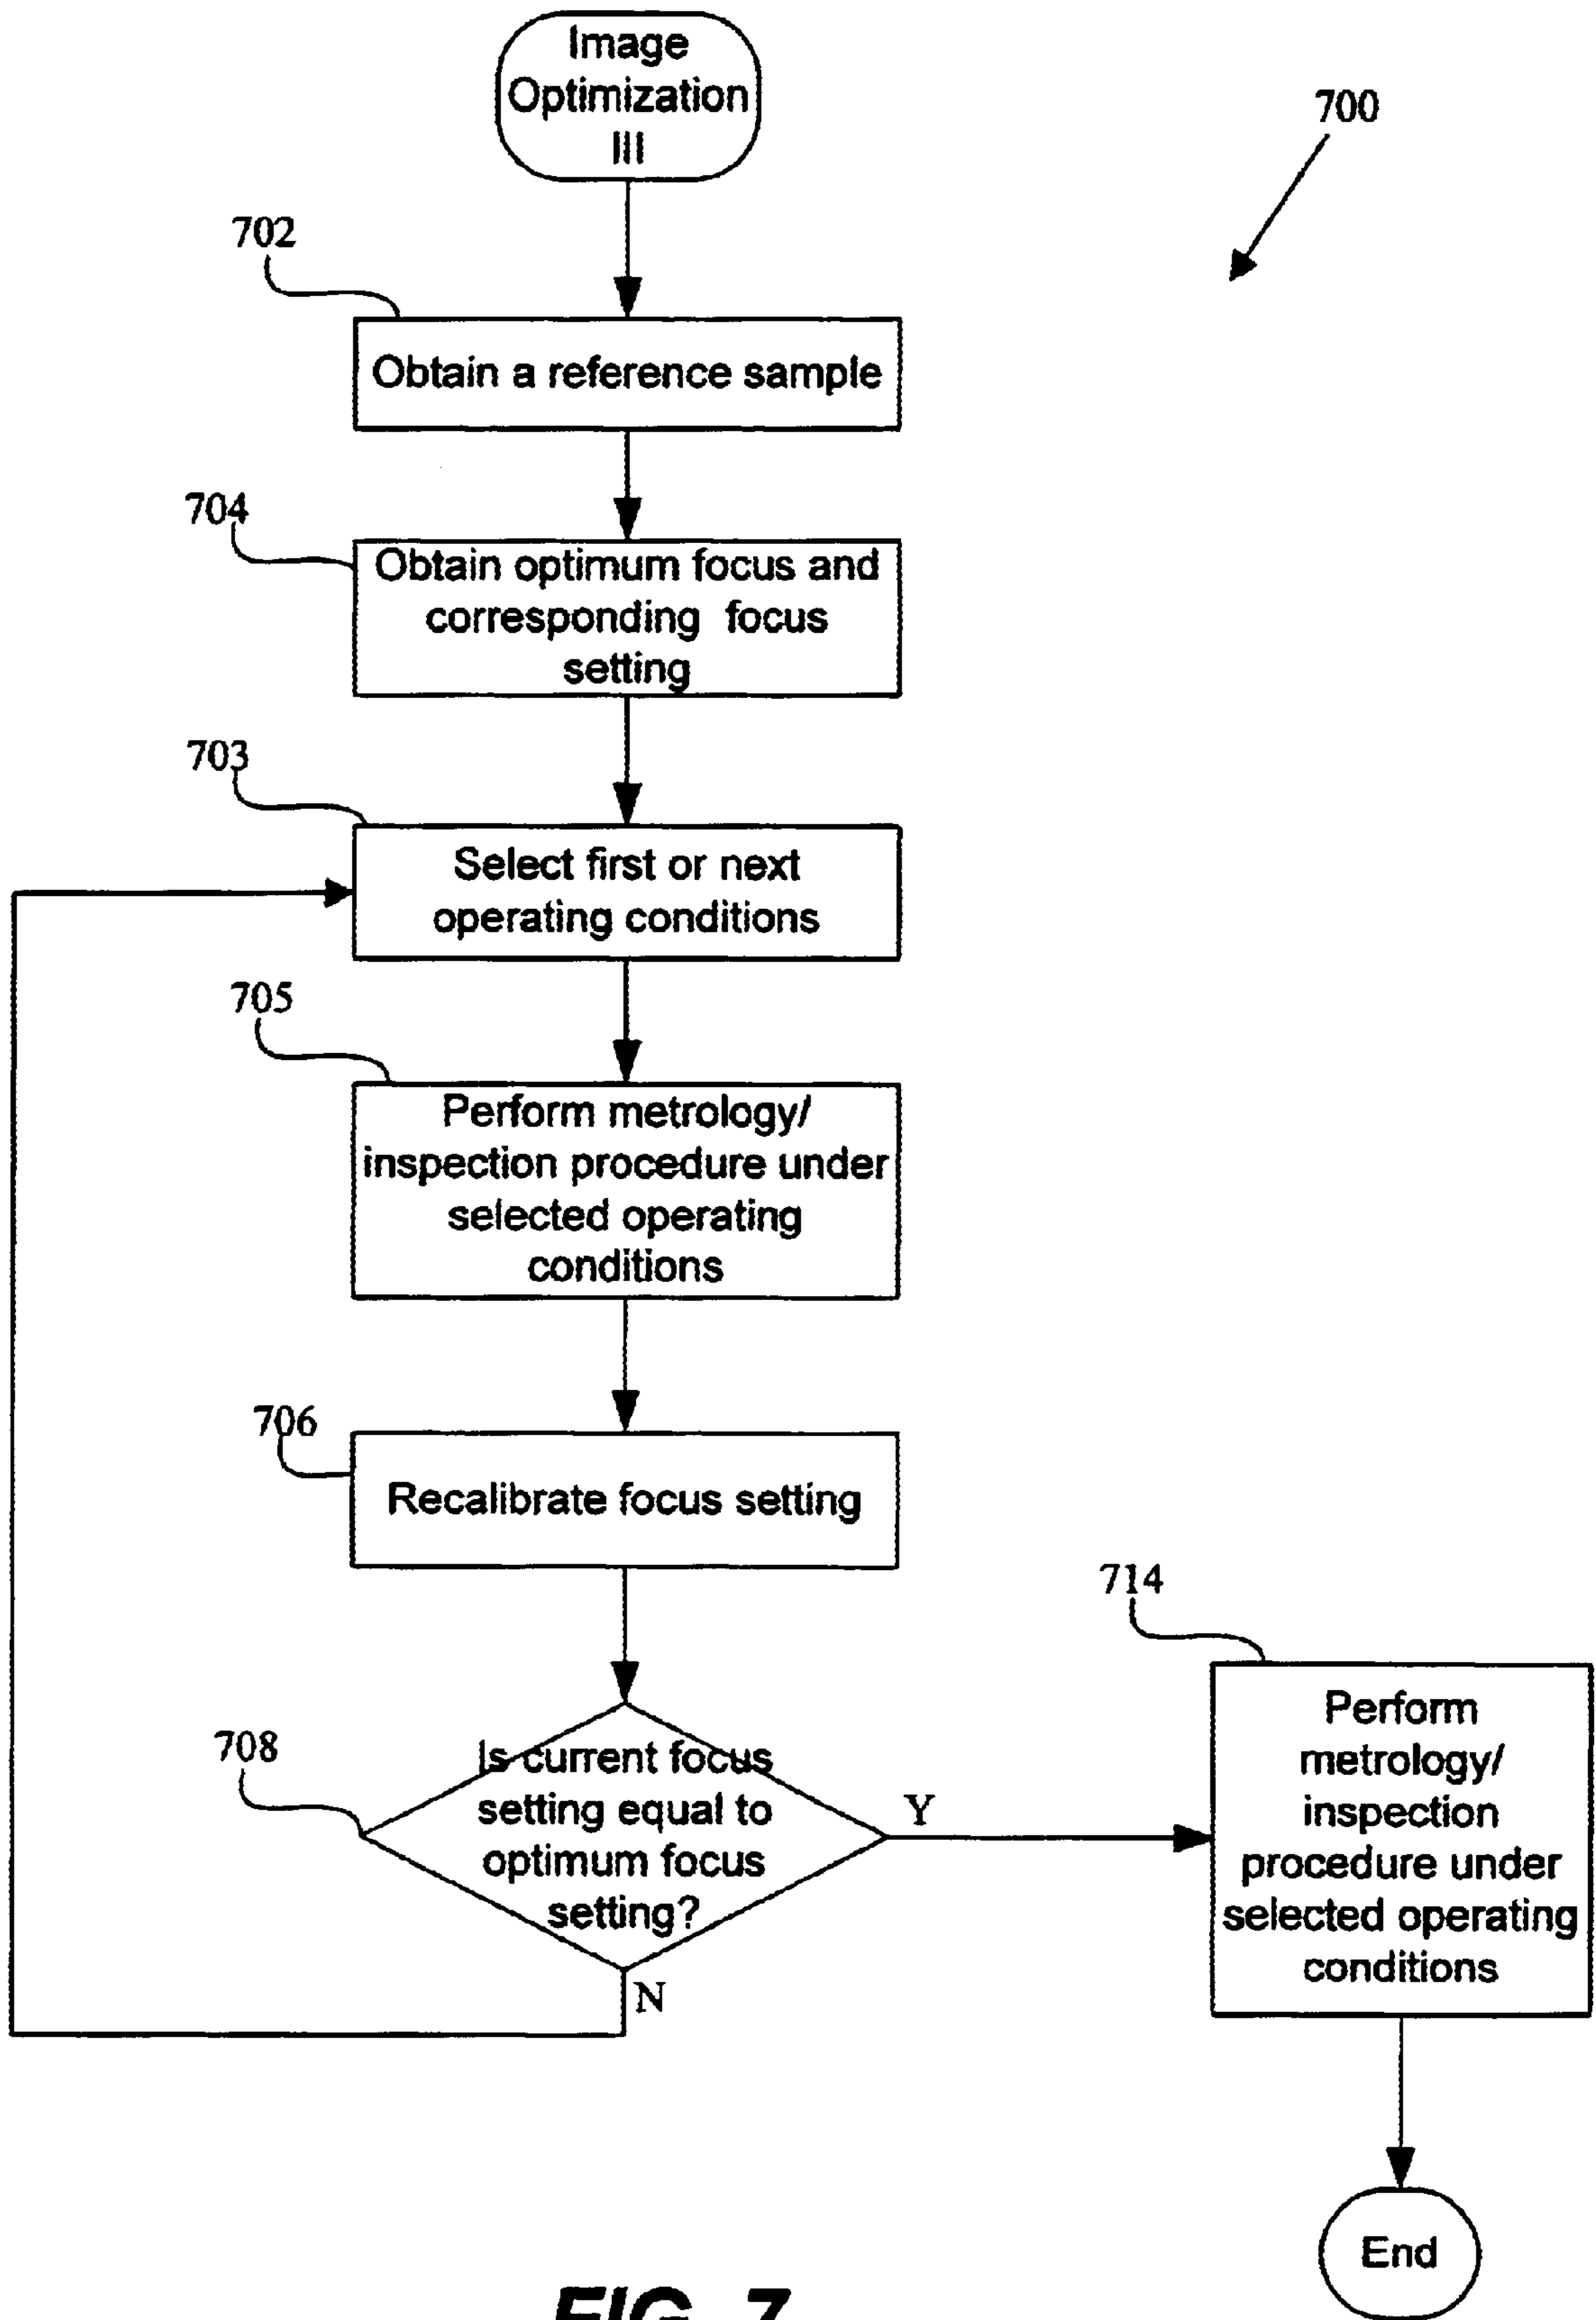 Image
Optimization
III
700
702
Obtain a reference sample
704
Obtain optimum focus and
corresponding focus
setting
703
Select first or next
operating conditions
705
Perform metrology/
inspection procedure under
selected operating
conditions
706
Recalibrate focus setting
714
708
Is current focus
setting equal to
optimum focus
setting?
Y
N
Perform
metrology/
inspection
procedure under
selected operating
conditions
End
FIG. 7